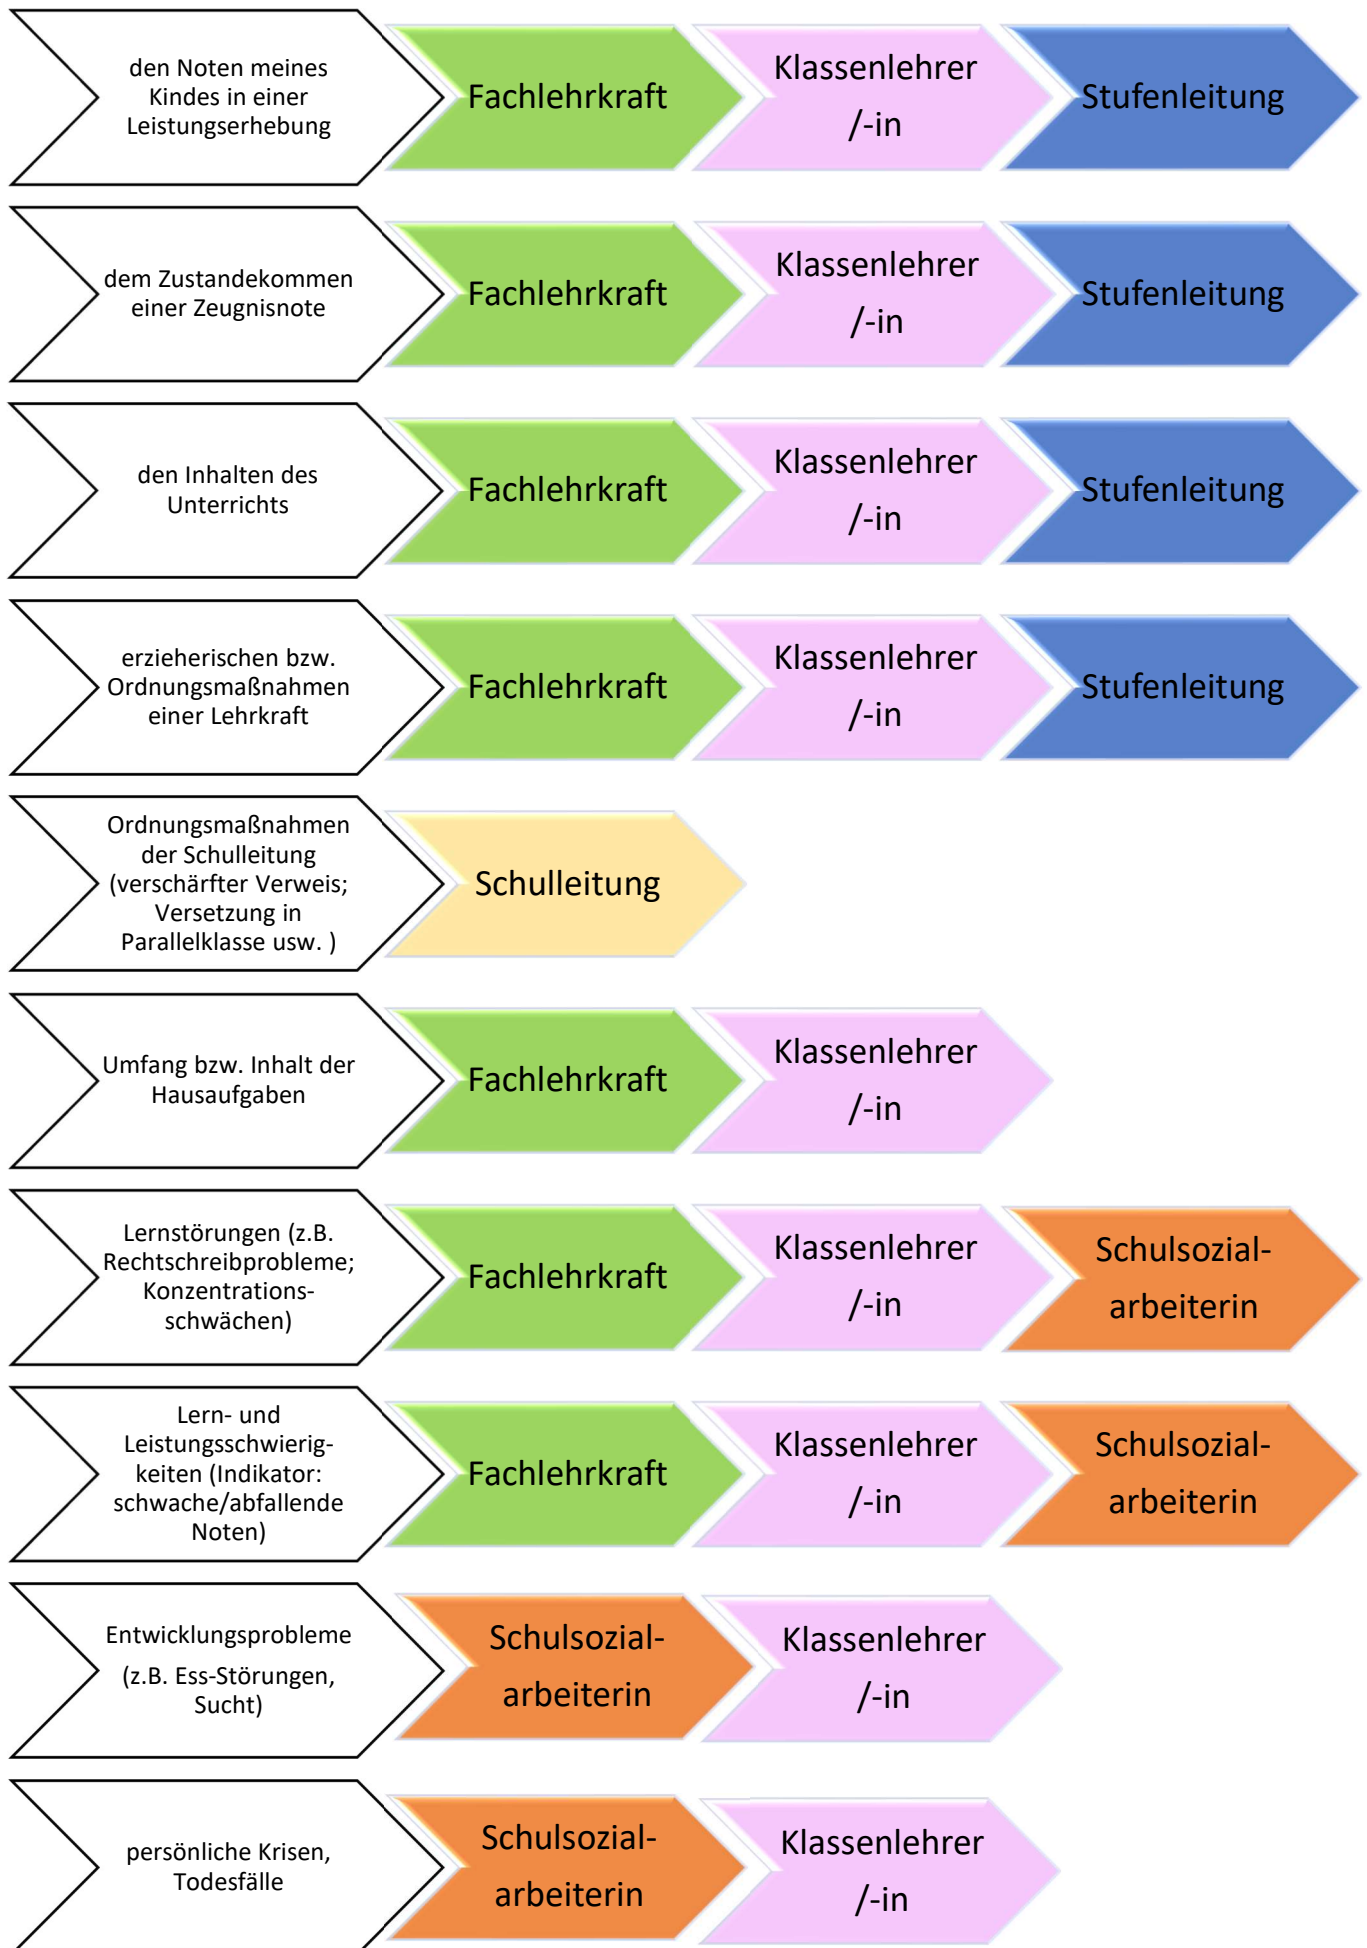 den Noten meines
Kindes in einer
Leistungserhebung
Fachlehrkraft
Klassenlehrer
/-in
Stufenleitung
dem Zustandekommen
einer Zeugnisnote
Fachlehrkraft
Klassenlehrer
/-in
Stufenleitung
den Inhalten des
Unterrichts
Fachlehrkraft
Klassenlehrer
/-in
Stufenleitung
erzieherischen bzw.
Ordnungsmaßnahmen
einer Lehrkraft
Fachlehrkraft
Klassenlehrer
/-in
Stufenleitung
Ordnungsmaßnahmen
der Schulleitung
(verschärfter Verweis;
Versetzung in
Parallelklasse usw. )
Schulleitung
Umfang bzw. Inhalt der
Hausaufgaben
Fachlehrkraft
Klassenlehrer
/-in
Lernstörungen (z.B.
Rechtschreibprobleme;
Konzentrations-
schwächen)
Fachlehrkraft
Klassenlehrer
/-in
Schulsozial-
arbeiterin
Lern- und
Leistungsschwierig-
keiten (Indikator:
schwache/abfallende
Noten)
Fachlehrkraft
Klassenlehrer
/-in
Schulsozial-
arbeiterin
Entwicklungsprobleme
(z.B. Ess-Störungen,
Sucht)
Schulsozial-
arbeiterin
Klassenlehrer
/-in
persönliche Krisen,
Todesfälle
Schulsozial-
arbeiterin
Klassenlehrer
/-in